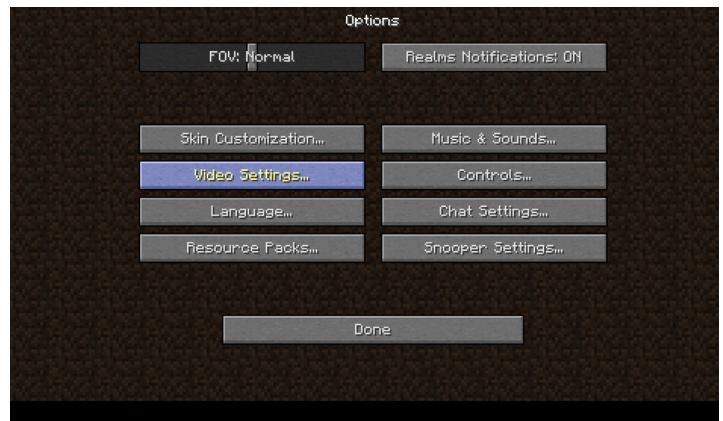 Options
FOV: Normal
Realms Notifications: ON
Skin Customization...
Music & Sounds...
Video Settings...
Controls...
Language...
Chat Settings...
Resource Packs...
Snooper Settings...
Done